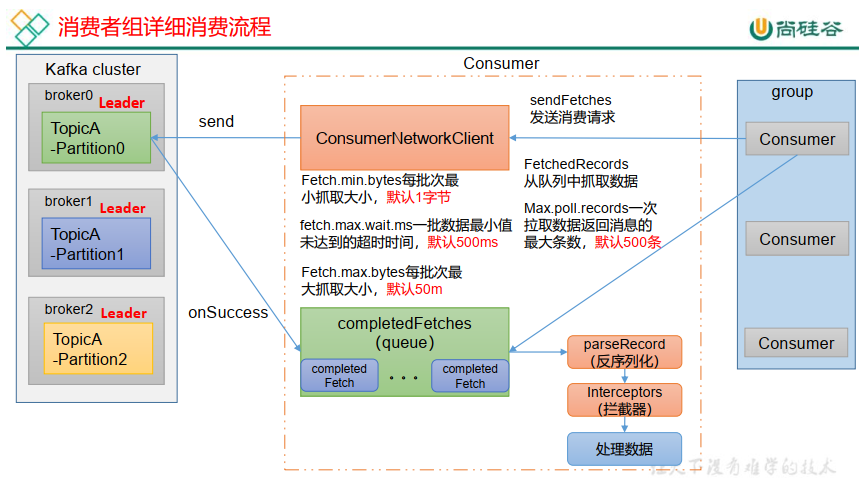 消费者组详细消费流程
尚硅谷
Kafka cluster
broker0
Leader
TopicA
-Partition0
broker1
Leader
TopicA
-Partition1
broker2
Leader
TopicA
-Partition2
send
onSuccess
Consumer
ConsumerNetworkClient
Fetch.min.bytes每批次最
小抓取大小，默认1字节
fetch.max.wait.ms一批数据最小值
未达到的超时时间，默认500ms
Fetch.max.bytes每批次最
大抓取大小，默认50m
completedFetches
（queue）
completed
Fetch
· · ·
completed
Fetch
sendFetches
发送消费请求
FetchedRecords
从队列中抓取数据
Max.poll.records一次
拉取数据返回消息的
最大条数，默认500条
parseRecord
（反序列化）
Interceptors
（拦截器）
处理数据
group
Consumer
Consumer
Consumer
没有难学的技术